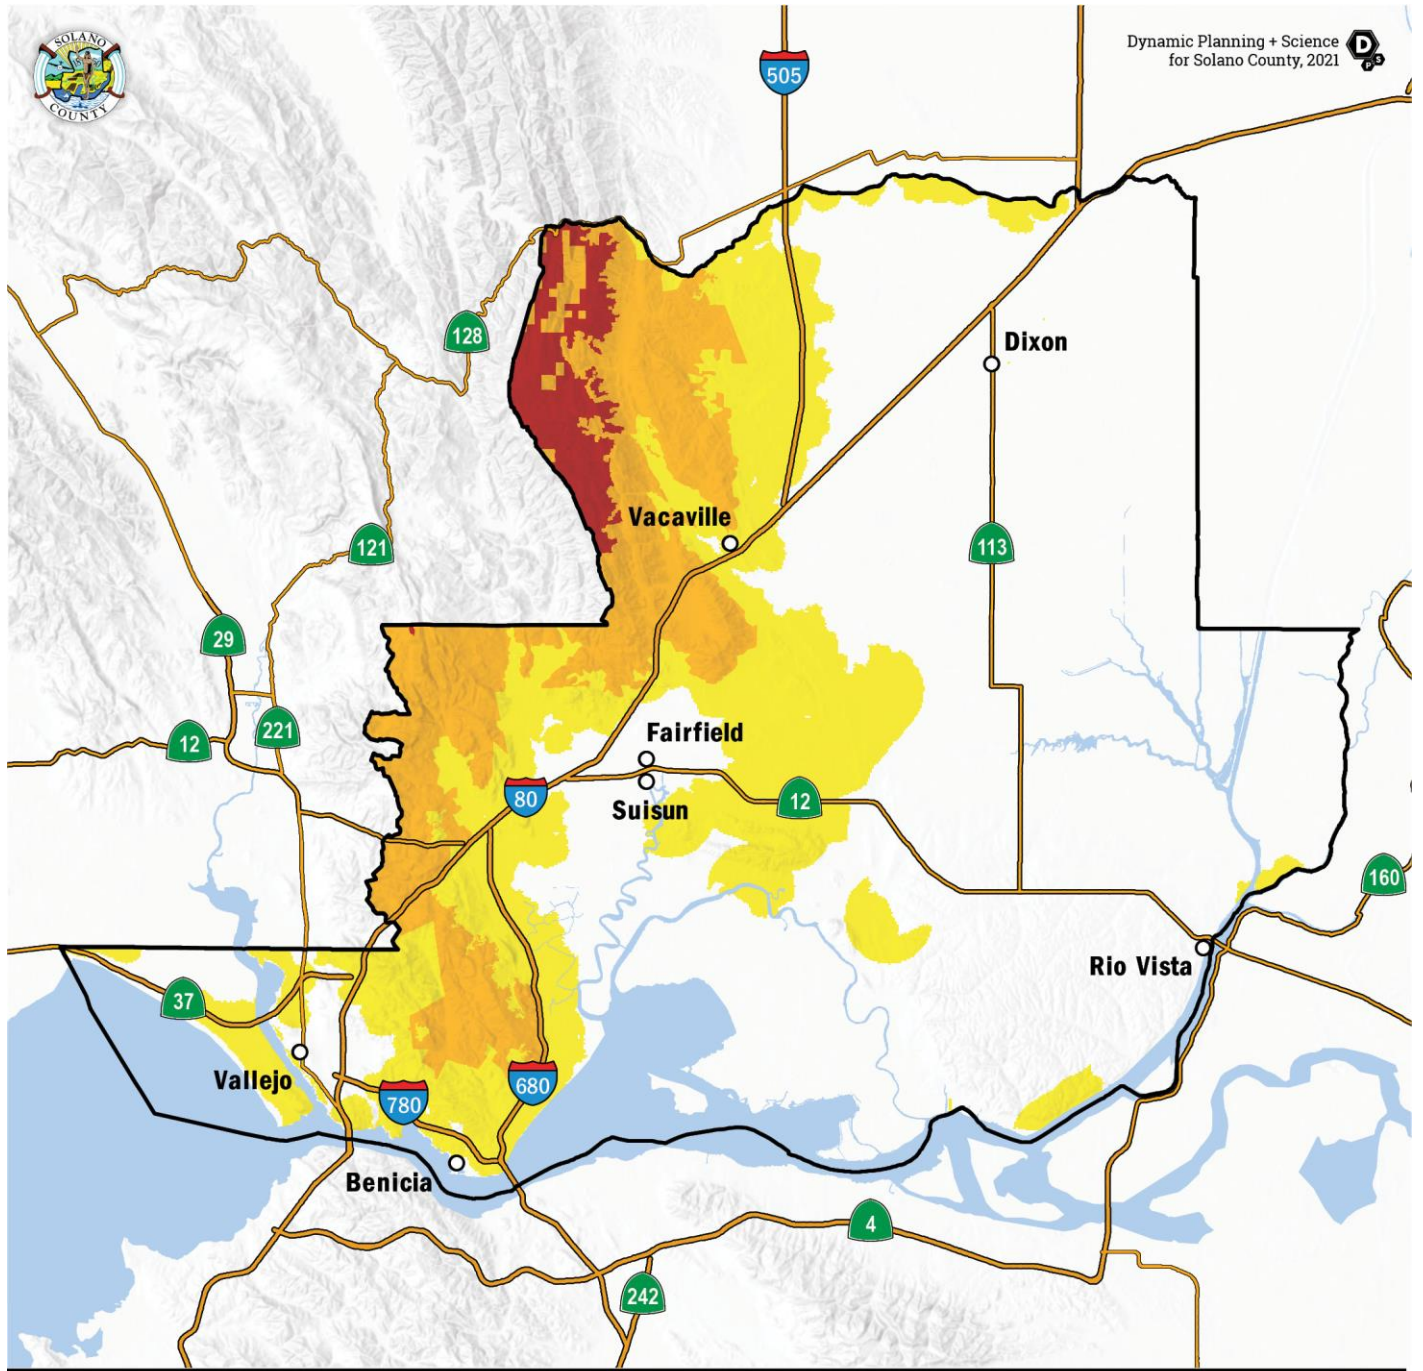 SOLANO
COUNTY
Dynamic Planning + Science
for Solano County, 2021
D
P
S
505
128
Dixon
Vacaville
121
113
29
221
12
Fairfield
80
Suisun
12
160
Rio Vista
37
Vallejo
780
680
Benicia
4
242